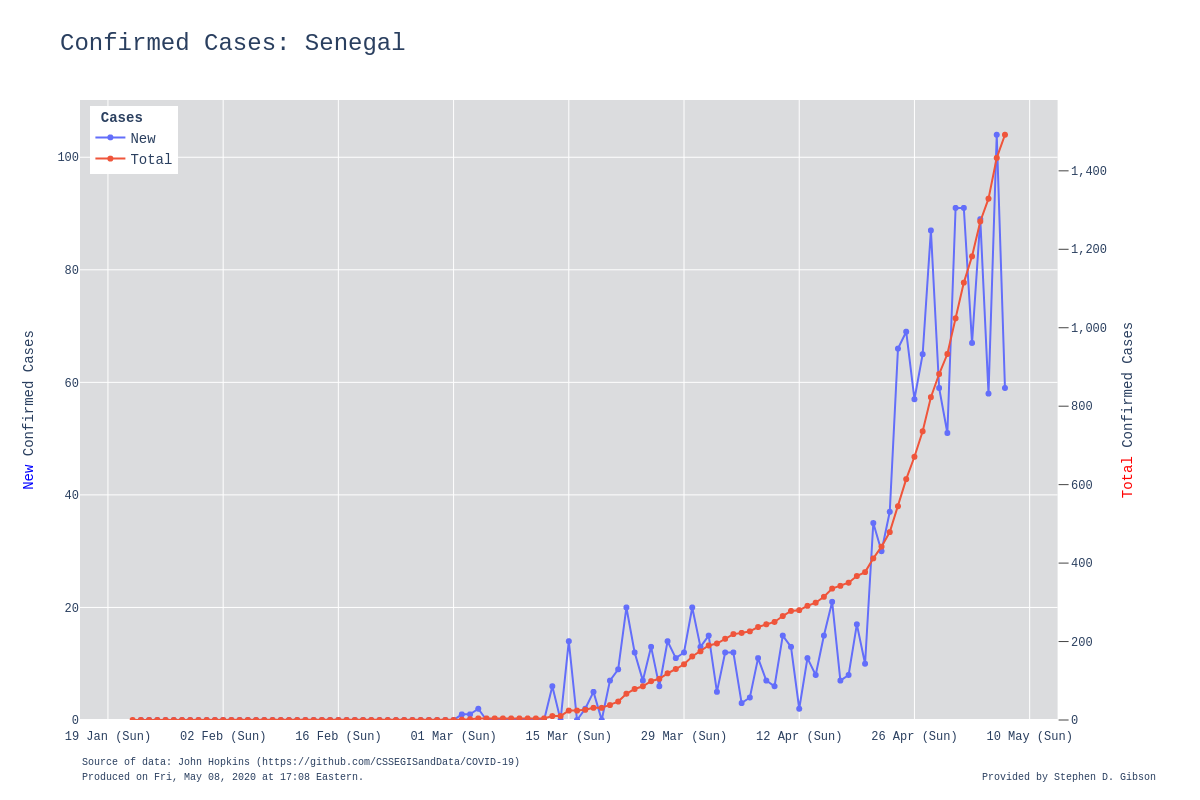 Confirmed Cases: Senegal
Cases
New
Total
100
80
60
40
20
0
1,400
1,200
1,000
800
600
400
200
0
New Confirmed Cases
Total Confirmed Cases
19 Jan (Sun) 02 Feb (Sun) 16 Feb (Sun) 01 Mar (Sun) 15 Mar (Sun) 29 Mar (Sun) 12 Apr (Sun) 26 Apr (Sun) 10 May (Sun)
Source of data: John Hopkins (https://github.com/CSSEGISandData/COVID-19)
Produced on Fri, May 08, 2020 at 17:08 Eastern.
Provided by Stephen D. Gibson